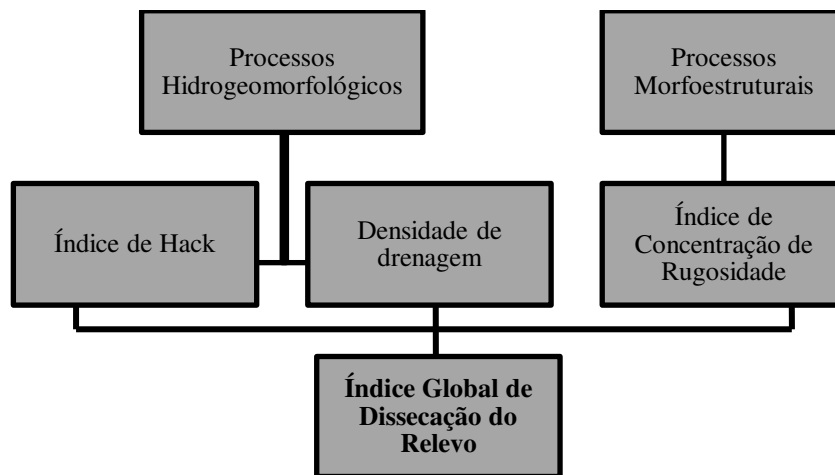 Processos
Hidrogeomorfológicos
Processos
Morfoestruturais
Índice de Hack
Densidade de
drenagem
Índice de
Concentração de
Rugosidade
Índice Global de
Dissecação do
Relevo